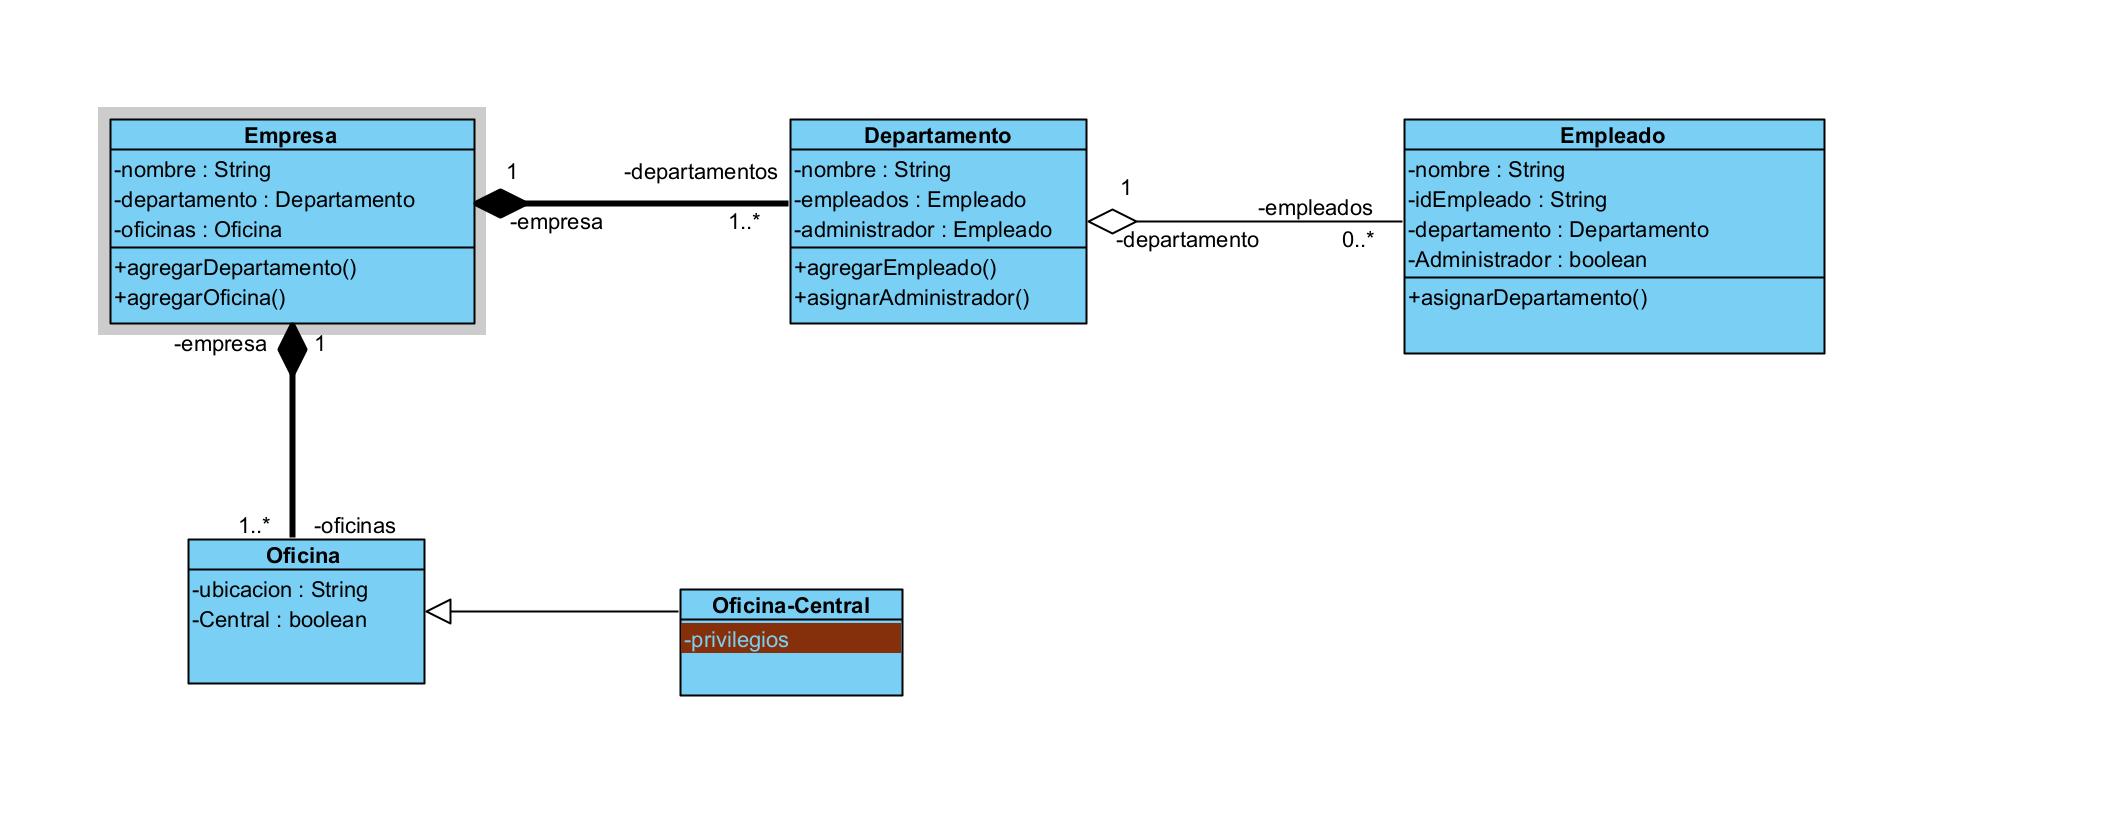 Empresa
-nombre : String
-departamento : Departamento
-oficinas : Oficina
+agregarDepartamento()
+agregarOficina()
1
-departamentos
-empresa
1..*
Departamento
-nombre : String
-empleados : Empleado
-administrador : Empleado
+agregarEmpleado()
+asignarAdministrador()
1
-empleados
-departamento
0..*
Empleado
-nombre : String
-idEmpleado : String
-departamento : Departamento
-Administrador : boolean
+asignarDepartamento()
-empresa
1
1..*
-oficinas
Oficina
-ubicacion : String
-Central : boolean
Oficina-Central
-privilegios